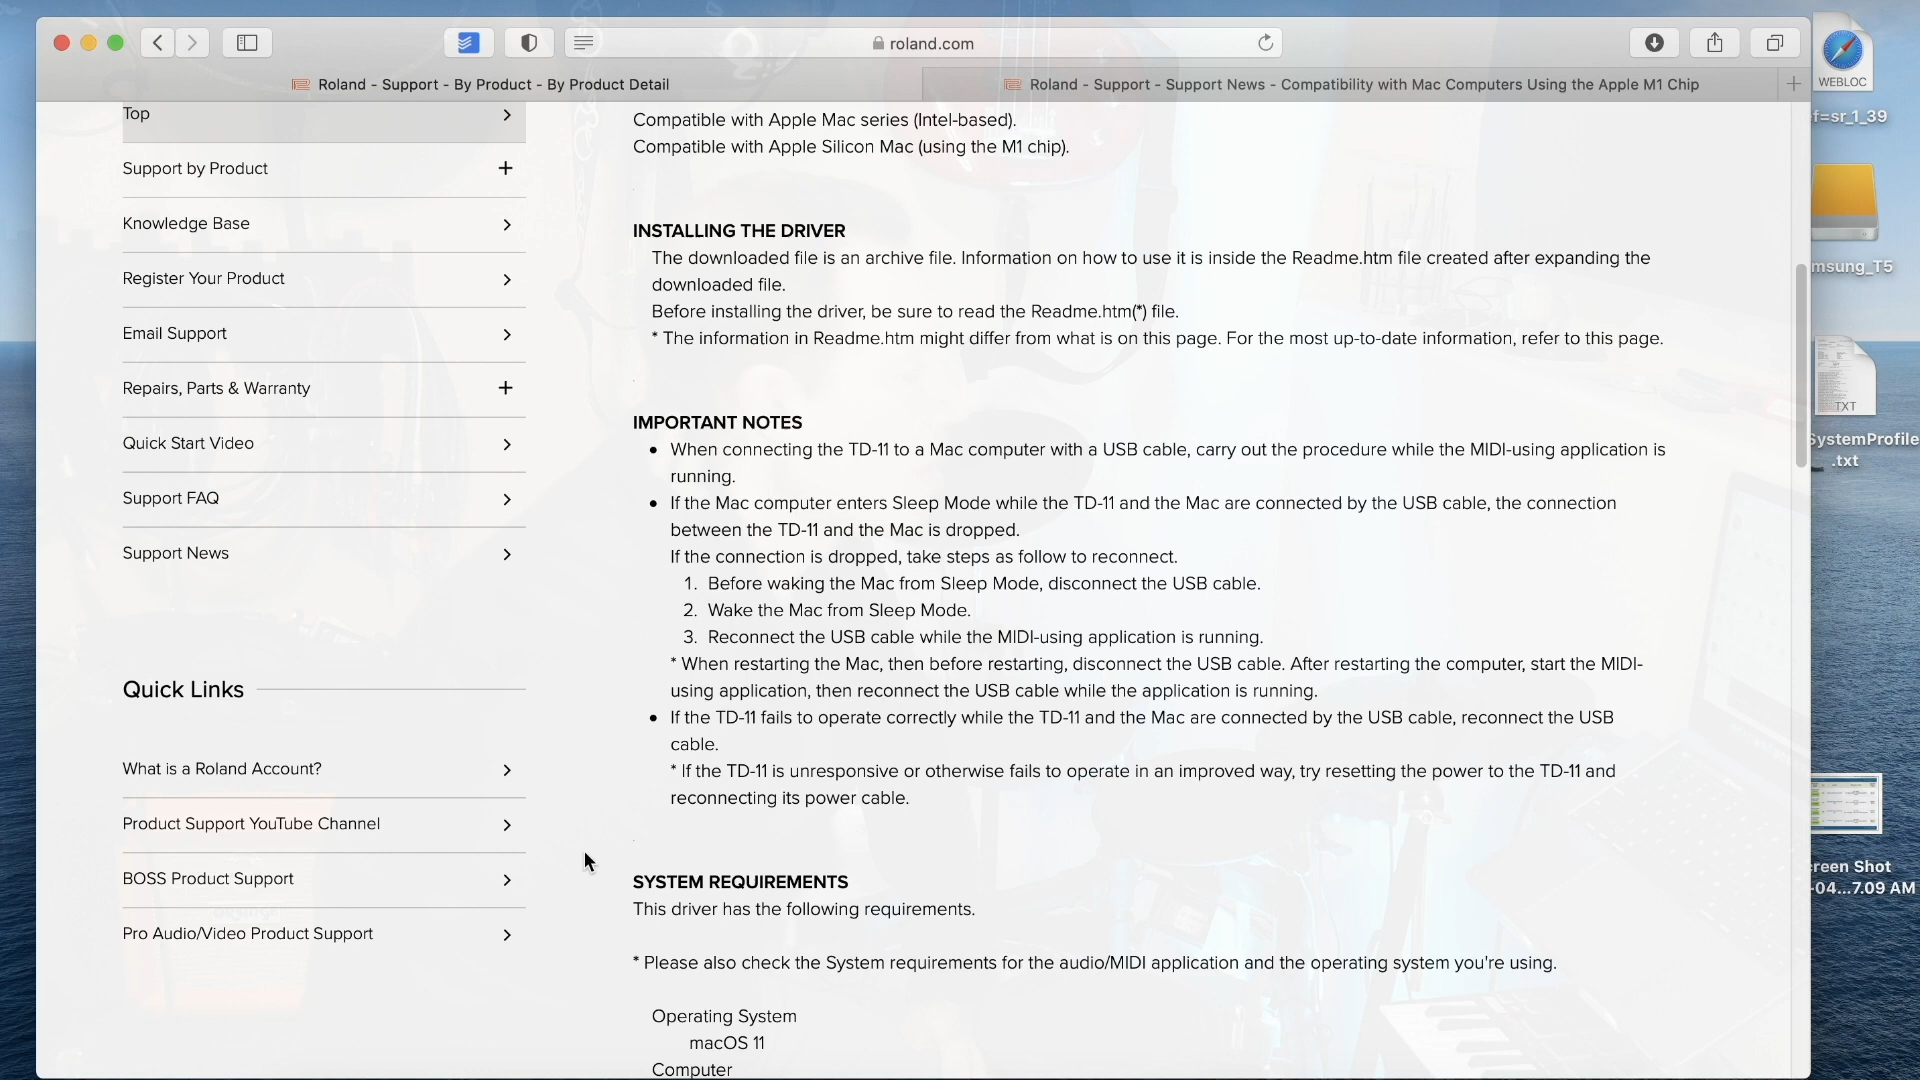 roland.com
Roland - Support - By Product - By Product Detail
Roland - Support - Support News - Compatibility with Mac Computers Using the Apple M1 Chip
Top
Support by Product
Knowledge Base
Register Your Product
Email Support
Repairs, Parts & Warranty
Quick Start Video
Support FAQ
Support News
Quick Links
What is a Roland Account?
Product Support YouTube Channel
BOSS Product Support
Pro Audio/Video Product Support
Compatible with Apple Mac series (Intel-based).
Compatible with Apple Silicon Mac (using the M1 chip).
INSTALLING THE DRIVER
The downloaded file is an archive file. Information on how to use it is inside the Readme.htm file created after expanding the
downloaded file.
Before installing the driver, be sure to read the Readme.htm(*) file.
* The information in Readme.htm might differ from what is on this page. For the most up-to-date information, refer to this page.
IMPORTANT NOTES
• When connecting the TD-11 to a Mac computer with a USB cable, carry out the procedure while the MIDI-using application is
running.
• If the Mac computer enters Sleep Mode while the TD-11 and the Mac are connected by the USB cable, the connection
between the TD-11 and the Mac is dropped.
If the connection is dropped, take steps as follow to reconnect.
1. Before waking the Mac from Sleep Mode, disconnect the USB cable.
2. Wake the Mac from Sleep Mode.
3. Reconnect the USB cable while the MIDI-using application is running.
* When restarting the Mac, then before restarting, disconnect the USB cable. After restarting the computer, start the MIDI-
using application, then reconnect the USB cable while the application is running.
• If the TD-11 fails to operate correctly while the TD-11 and the Mac are connected by the USB cable, reconnect the USB
cable.
* If the TD-11 is unresponsive or otherwise fails to operate in an improved way, try resetting the power to the TD-11 and
reconnecting its power cable.
SYSTEM REQUIREMENTS
This driver has the following requirements.
* Please also check the System requirements for the audio/MIDI application and the operating system you're using.
Operating System
macOS 11
Computer
WEBLOC
f=sr_1_39
msung_T5
TXT
SystemProfile
.txt
reen Shot
-04...7.09 AM